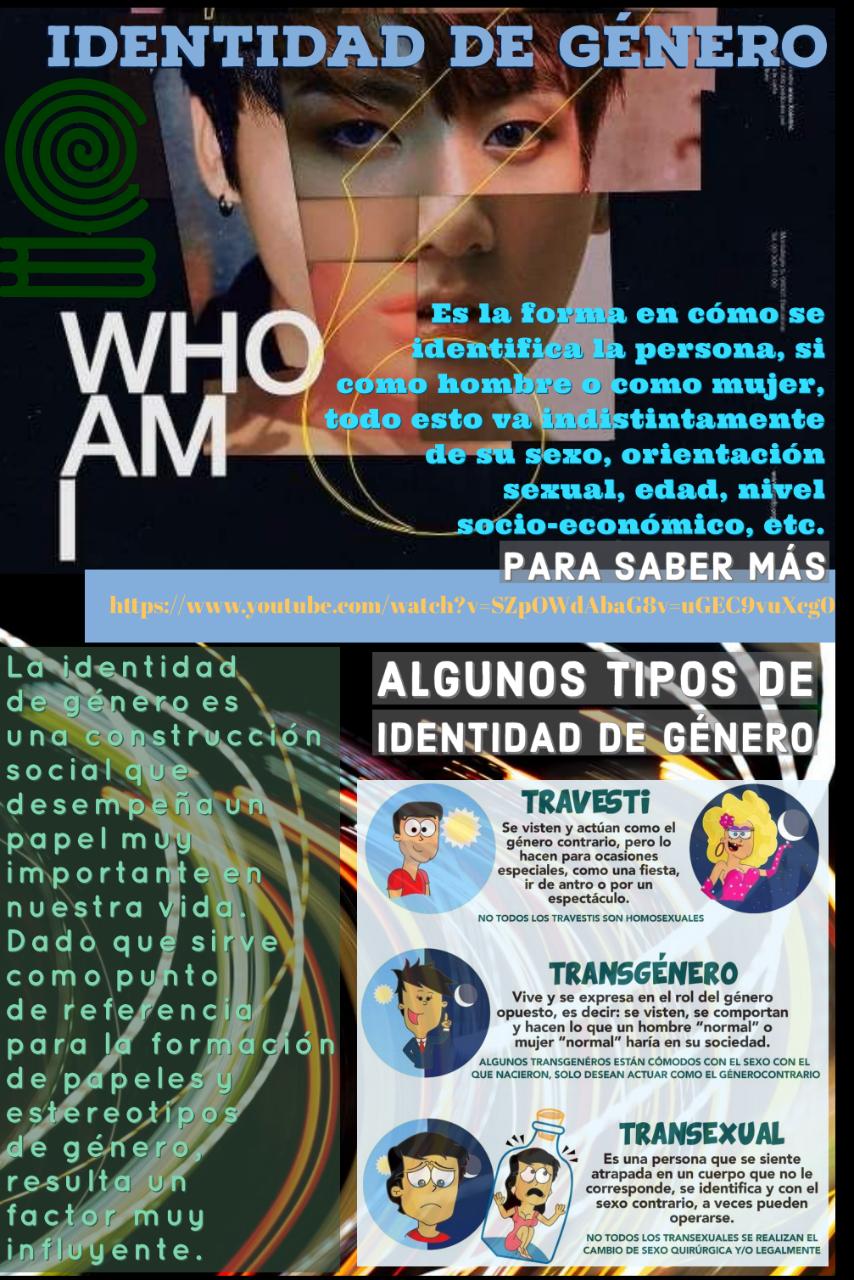 IDENTIDAD DE GÉNERO
WHO
AM
I
Es la forma en cómo se
identifica la persona, si
como hombre o como mujer,
todo esto va indistintamente
de su sexo, orientación
sexual, edad, nivel
socio-económico, etc.
PARA SABER MÁS
https://www.youtube.com/watch?v=SZpOWdAbaG8v=uGEC9vuXcg0
La identidad
de género es
una construcción
social que
desempeña un
papel muy
importante en
nuestra vida.
Dado que sirve
como punto
de referencia
para la formación
de papeles y
estereotipos
de género,
resulta un
factor muy
influyente.
ALGUNOS TIPOS DE
IDENTIDAD DE GÉNERO
TRAVESTi
Se visten y actúan como el
género contrario, pero lo
hacen para ocasiones
especiales, como una fiesta,
ir de antro o por un
espectáculo.
NO TODOS LOS TRAVESTIS SON HOMOSEXUALES
TRANSGÉNERO
Vive y se expresa en el rol del género
opuesto, es decir: se visten, se comportan
y hacen lo que un hombre “normal” o
mujer “normal” haría en su sociedad.
ALGUNOS TRANSGENÉROS ESTÁN CÓMODOS CON EL SEXO CON EL
QUE NACIERON, SOLO DESEAN ACTUAR COMO EL GÉNEROCONTRARIO
TRANSEXUAL
Es una persona que se siente
atrapada en un cuerpo que no le
corresponde, se identifica y con el
sexo contrario, a veces pueden
operarse.
NO TODOS LOS TRANSEXUALES SE REALIZAN EL
CAMBIO DE SEXO QUIRÚRGICA Y/O LEGALMENTE